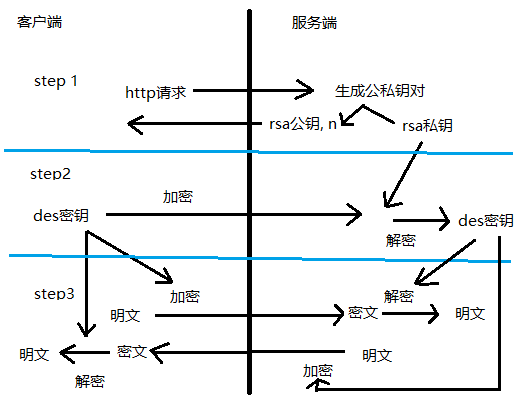 客户端
服务端
step 1
http请求
生成公私钥对
rsa公钥, n
rsa私钥
step2
加密
des密钥
des密钥
解密
step3
加密
解密
明文
密文
明文
明文
密文
明文
解密
加密